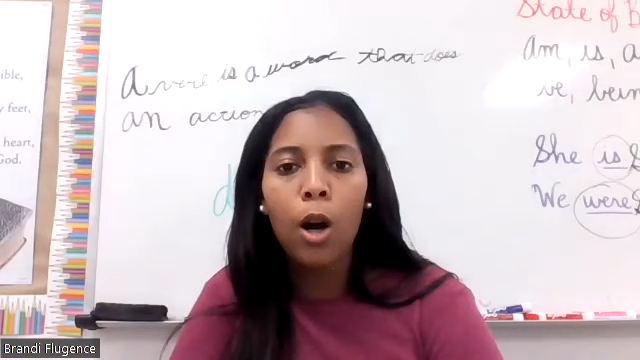 ible,
y feet,
heart,
God.
A verb is a word that does
an action
State of B
am, is, a
ve, bein
She is
We were
Brandi Flugence